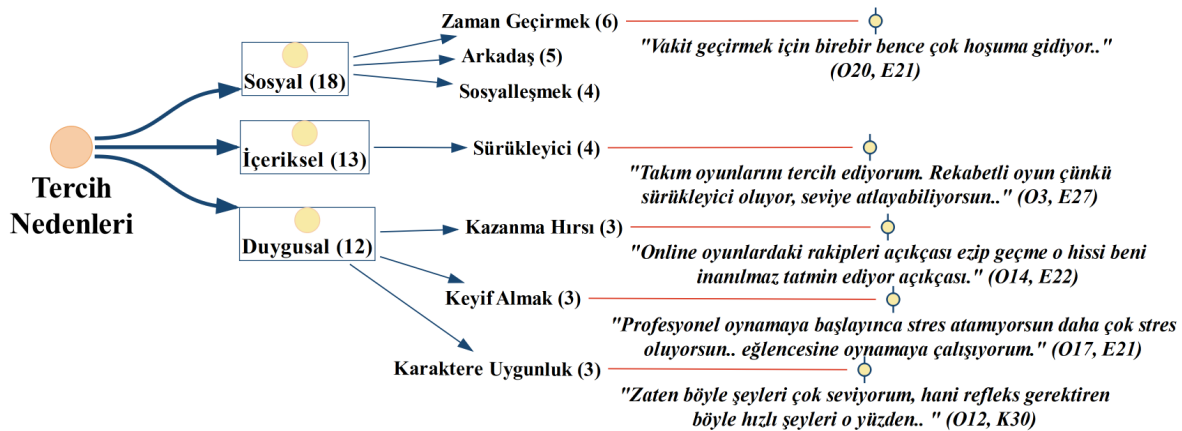 Tercih
Nedenleri
Sosyal (18)
Zaman Geçirmek (6)
"Vakit geçirmek için birebir bence çok hoşuma gidiyor.."
(O20, E21)
Arkadaş (5)
Sosyalleşmek (4)
İçeriksel (13)
Sürükleyici (4)
"Takım oyunlarını tercih ediyorum. Rekabetli oyun çünkü
sürükleyici oluyor, seviye atlayabiliyorsun.." (O3, E27)
Duygusal (12)
Kazanma Hırsı (3)
"Online oyunlardaki rakipleri açıkçası ezip geçme o hissi beni
inanılmaz tatmin ediyor açıkçası." (O14, E22)
Keyif Almak (3)
"Profesyonel oynamaya başlayınca stres atamıyorsun daha çok stres
oluyorsun.. eğlencesine oynamaya çalışıyorum." (O17, E21)
Karaktere Uygunluk (3)
"Zaten böyle şeyleri çok seviyorum, hani refleks gerektiren
böyle hızlı şeyleri o yüzden.. " (O12, K30)